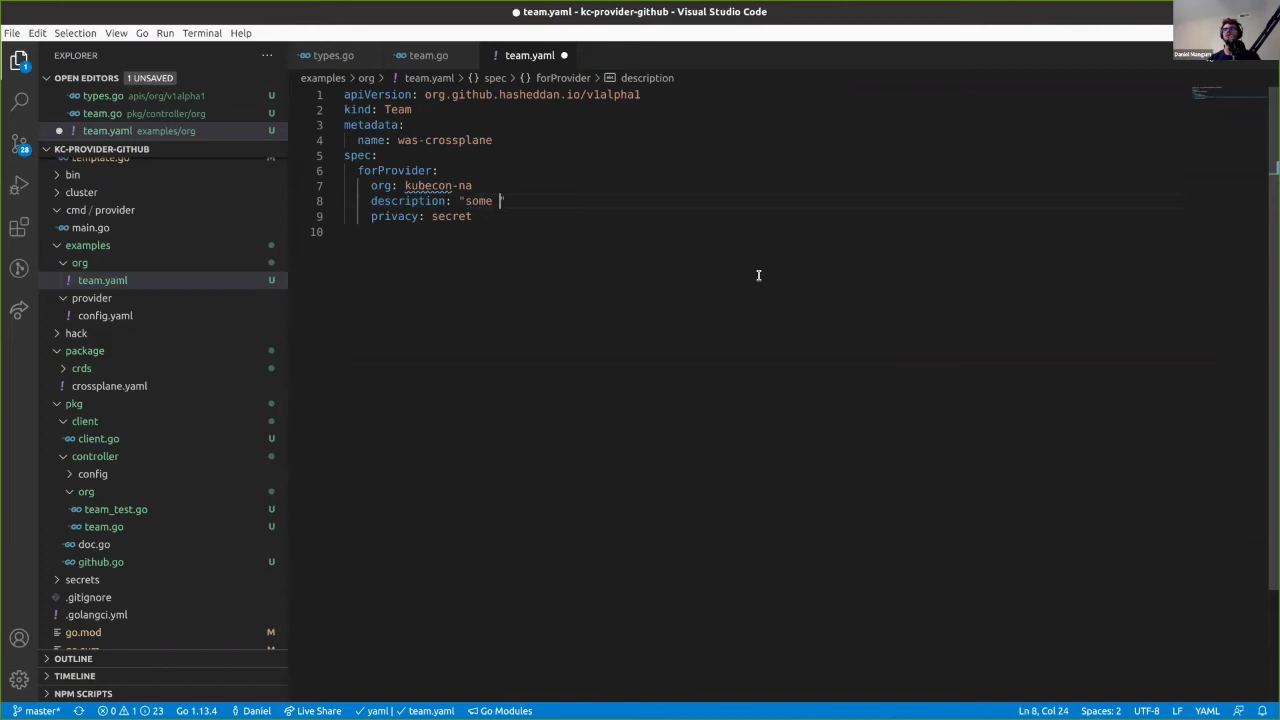 team.yaml - kc-provider-github - Visual Studio Code
File Edit Selection View Go Run Terminal Help
Daniel Mangum
EXPLORER
types.go
team.go
team.yaml
OPEN EDITORS 1 UNSAVED
examples > org > team.yaml > {} spec > {} forProvider > description
types.go apis/org/v1alpha1 U
team.go pkg/controller/org U
team.yaml examples/org U
KC-PROVIDER-GITHUB
template.go
bin
cluster
cmd / provider
main.go
examples
org
team.yaml U
provider
config.yaml
hack
package
crds
crossplane.yaml
pkg
client
client.go U
controller
config
org
team_test.go U
team.go U
doc.go
github.go U
secrets
.gitignore
.golangci.yml
go.mod M
OUTLINE
TIMELINE
NPM SCRIPTS
1 apiVersion: org.github.hasheddan.io/v1alpha1
2 kind: Team
3 metadata:
4 name: was-crossplane
5 spec:
6 forProvider:
7 org: kubecon-na
8 description: "some "
9 privacy: secret
10
1
28
master* 0 1 23 Go 1.13.4 Daniel Live Share yaml | team.yaml Go Modules Ln 8, Col 24 Spaces: 2 UTF-8 LF YAML